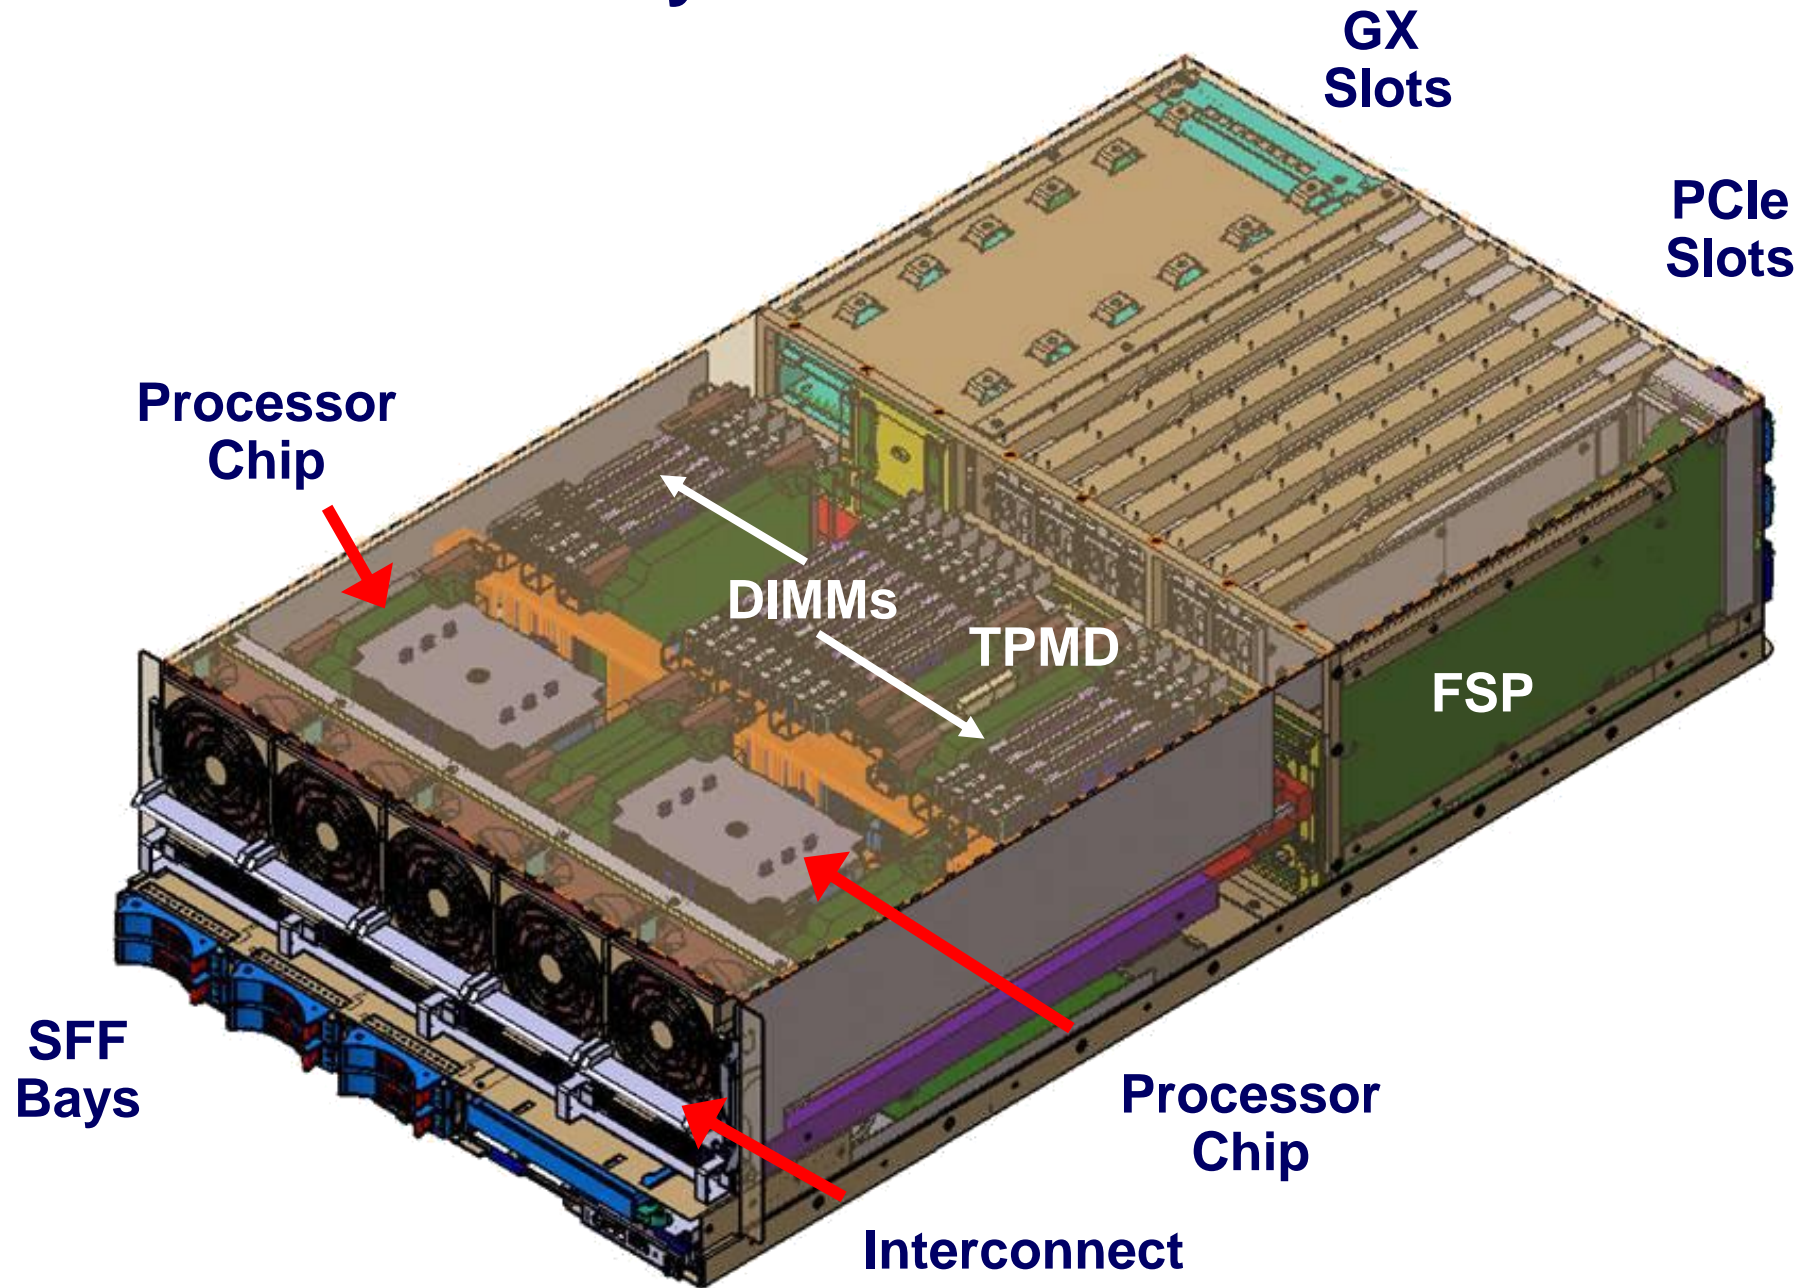 GX
Slots
PCIe
Slots
Processor
Chip
DIMMs
TPMD
FSP
SFF
Bays
Processor
Chip
Interconnect